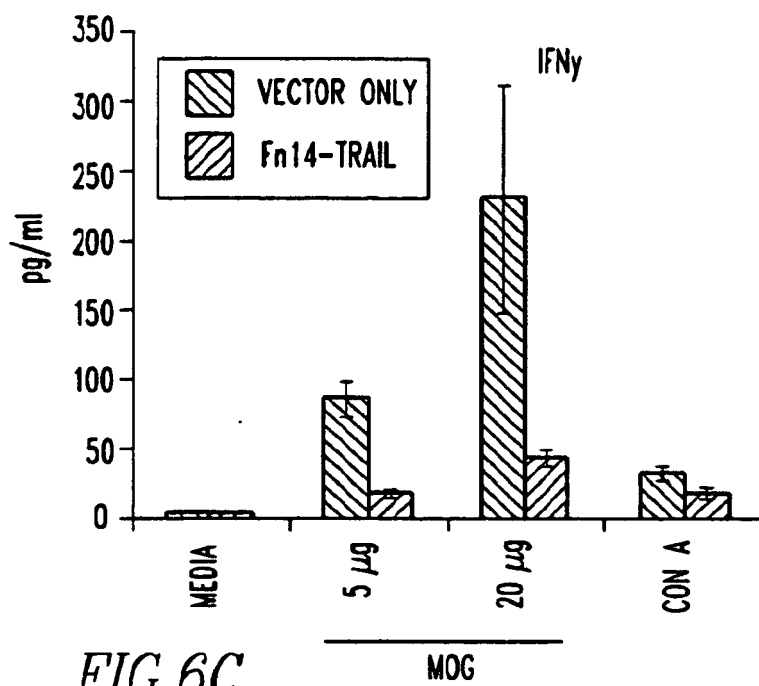 350
300
250
200
150
100
50
0
pg/ml
VECTOR ONLY
Fn14-TRAIL
IFNγ
MEDIA
5 µg
20 µg
CON A
MOG
FIG. 6C